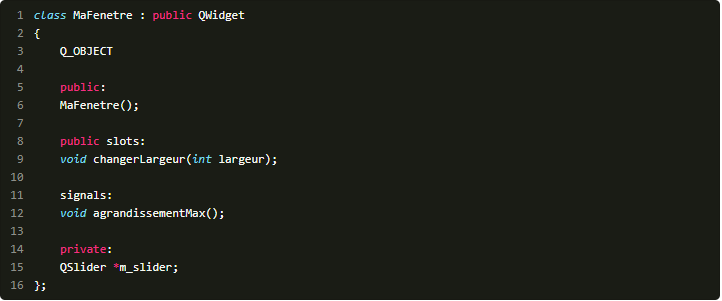 1 class MaFenetre : public QWidget
2 {
3     Q_OBJECT
4
5     public:
6     MaFenetre();
7
8     public slots:
9     void changerLargeur(int largeur);
10
11     signals:
12     void agrandissementMax();
13
14     private:
15     QSlider *m_slider;
16 };